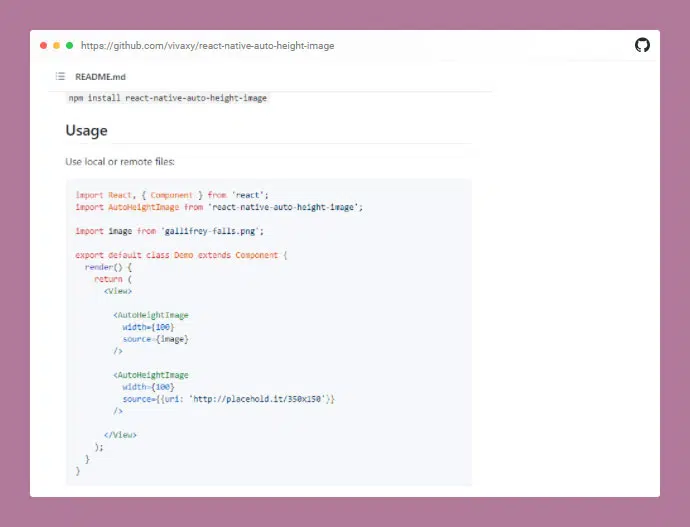 https://github.com/vivaxy/react-native-auto-height-image
README.md
npm install react-native-auto-height-image
Usage
Use local or remote files:
import React, { Component } from 'react';
import AutoHeightImage from 'react-native-auto-height-image';
import image from 'gallifrey-falls.png';
export default class Demo extends Component {
render() {
return (
<View>
<AutoHeightImage
width={100}
source={image}
/>
<AutoHeightImage
width={100}
source={{uri: 'http://placehold.it/350x150'}}
/>
</View>
);
}
}